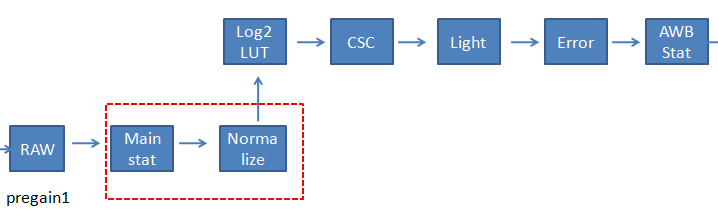 Log2
LUT
CSC
Light
Error
AWB
Stat
RAW
Main
stat
Norma
lize
pregain1